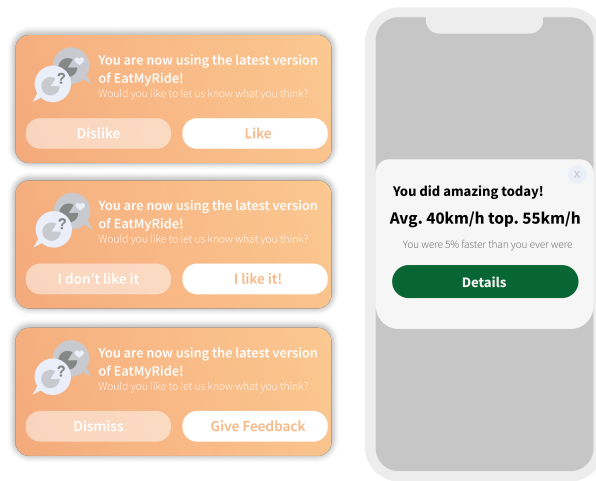 You are now using the latest version
of EatMyRide!
Would you like to let us know what you think?
?
Dislike
Like
You are now using the latest version
of EatMyRide!
Would you like to let us know what you think?
?
I don't like it
I like it!
You are now using the latest version
of EatMyRide!
Would you like to let us know what you think?
?
Dismiss
Give Feedback
X
You did amazing today!
Avg. 40km/h top. 55km/h
You were 5% faster than you ever were
Details